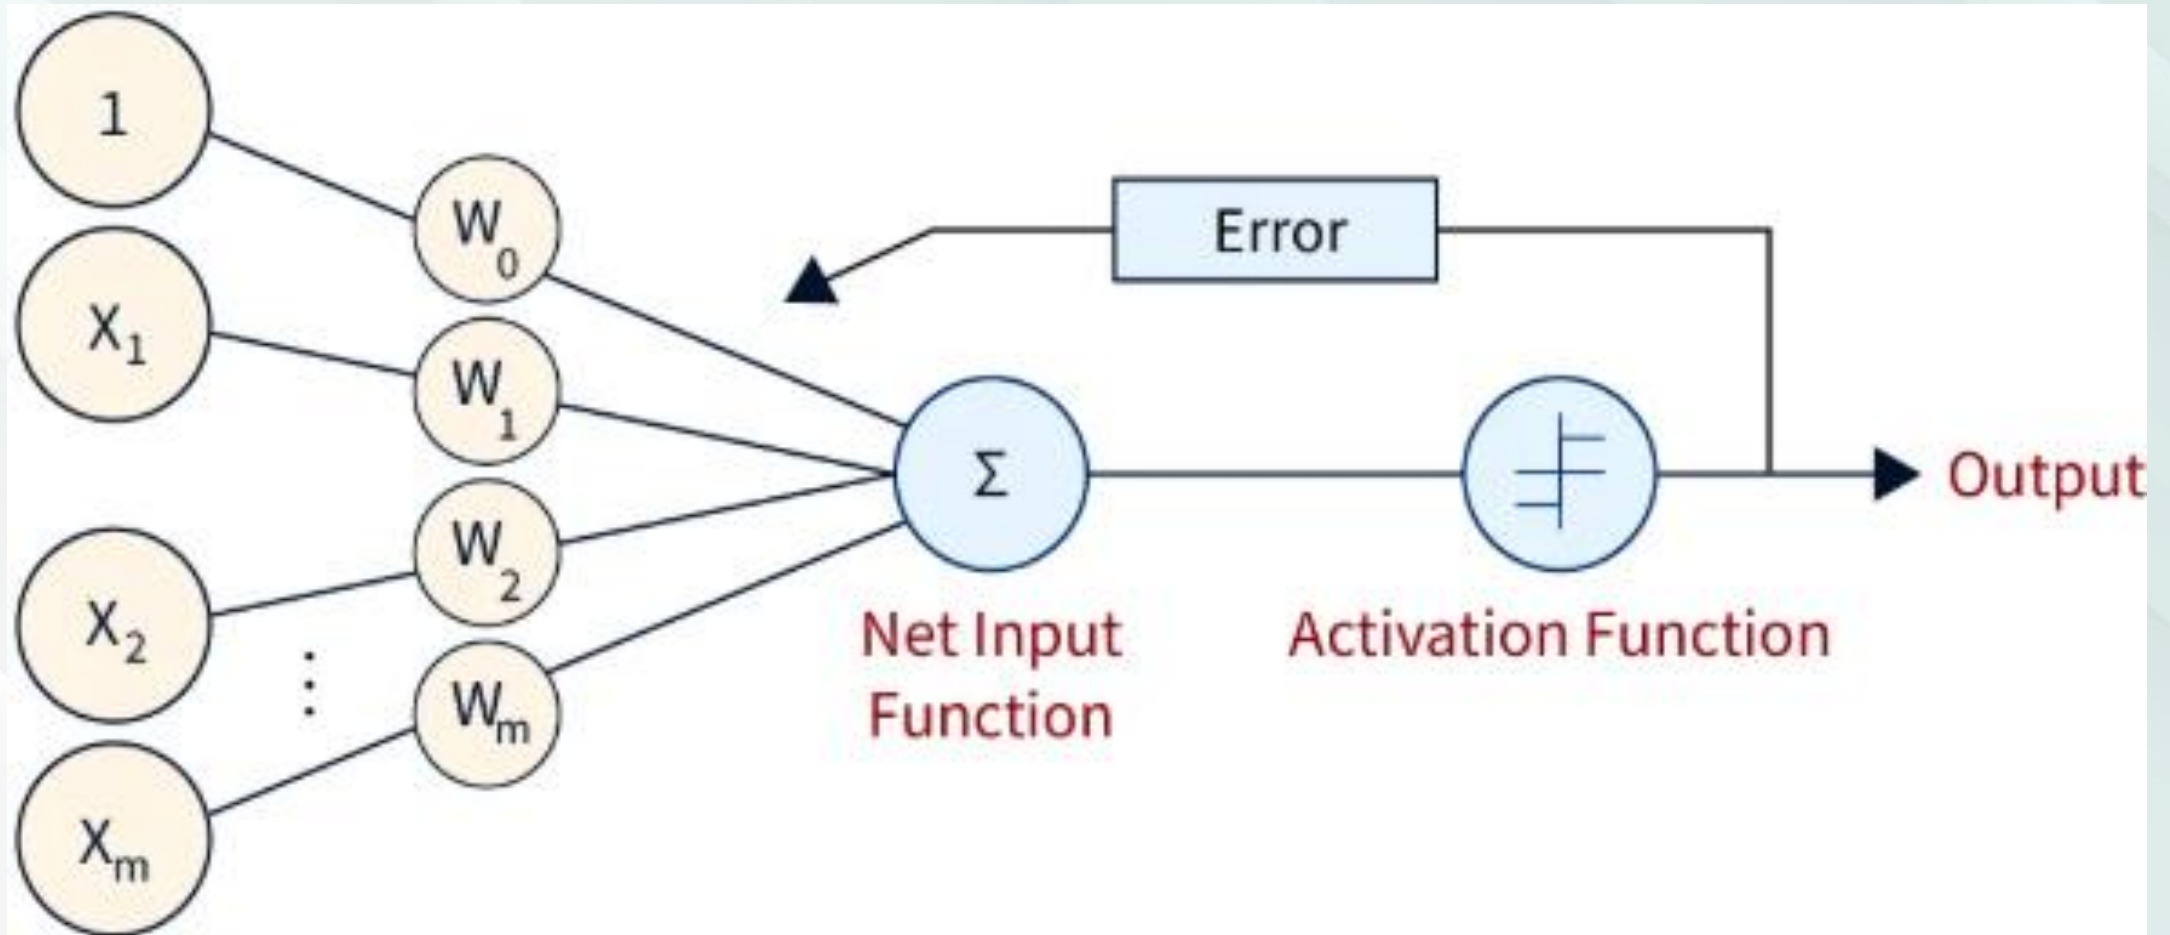 1
W₀
X₁
W₁
Error
Σ
Output
X₂
W₂
Net Input
Function
Activation Function
⋮
Wₘ
Xₘ